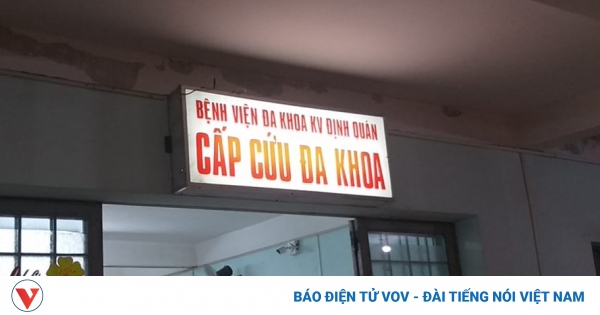 BỆNH VIỆN ĐA KHOA KV ĐỊNH QUÁN
CẤP CỨU ĐA KHOA
BÁO ĐIỆN TỬ VOV - ĐÀI TIẾNG NÓI VIỆT NAM